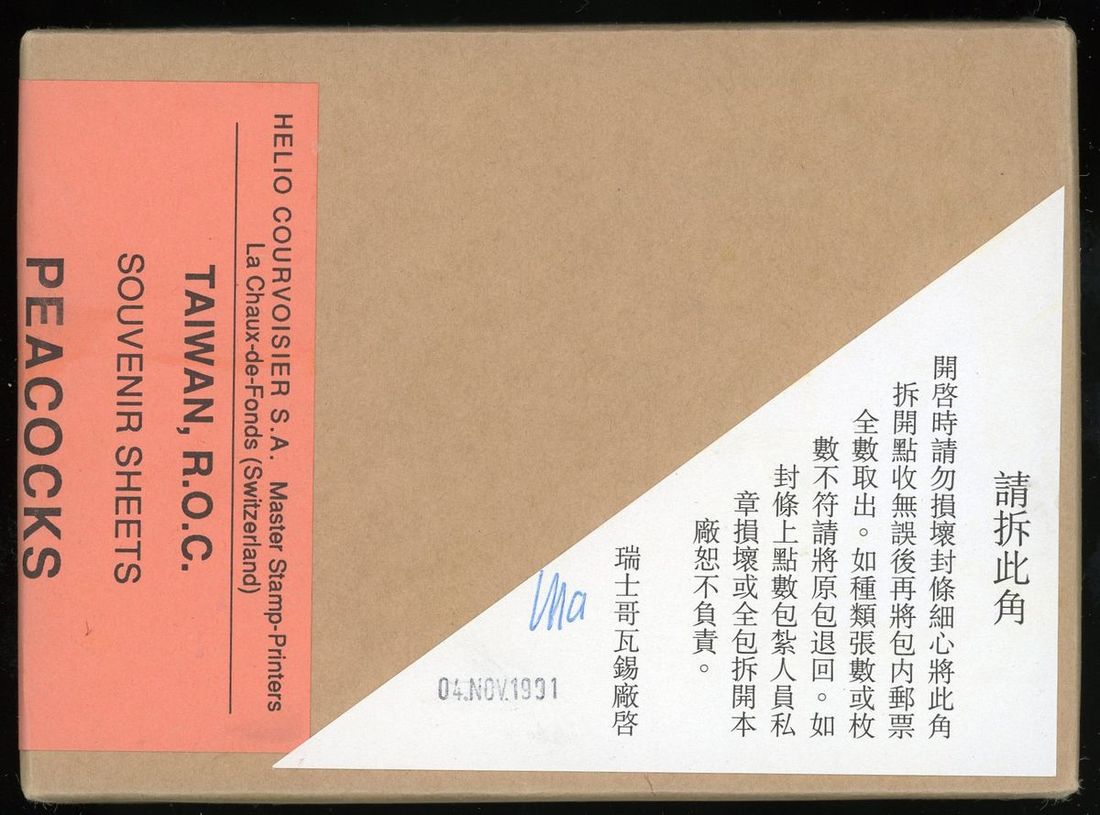 HELIO COURVOISIER S.A. Master Stamp-Printers
La Chaux-de-Fonds (Switzerland)
TAIWAN, R.O.C.
SOUVENIR SHEETS
PEACOCKS
請拆此角
開啓時請勿損壞封條細心將此角
拆開點收無誤後再將包內郵票
全數取出。如種類張數或枚
數不符請將原包退回。如
封條上點數包紮人員私
章損壞或全包拆開本
廠恕不負責。
瑞士哥瓦錫廠啓
04.NOV.1991